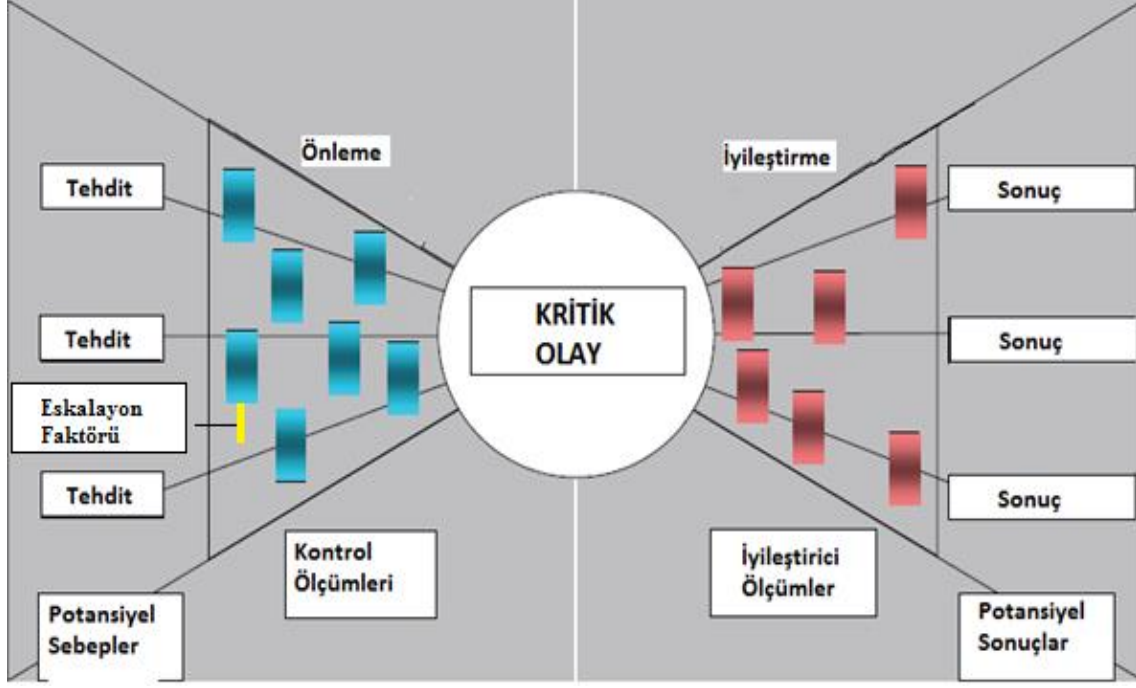 Önleme
İyileştirme
Tehdit
Sonuç
KRİTİK
OLAY
Tehdit
Sonuç
Eskalayon
Faktörü
Tehdit
Sonuç
Kontrol
Ölçümleri
İyileştirici
Ölçümler
Potansiyel
Sebepler
Potansiyel
Sonuçlar